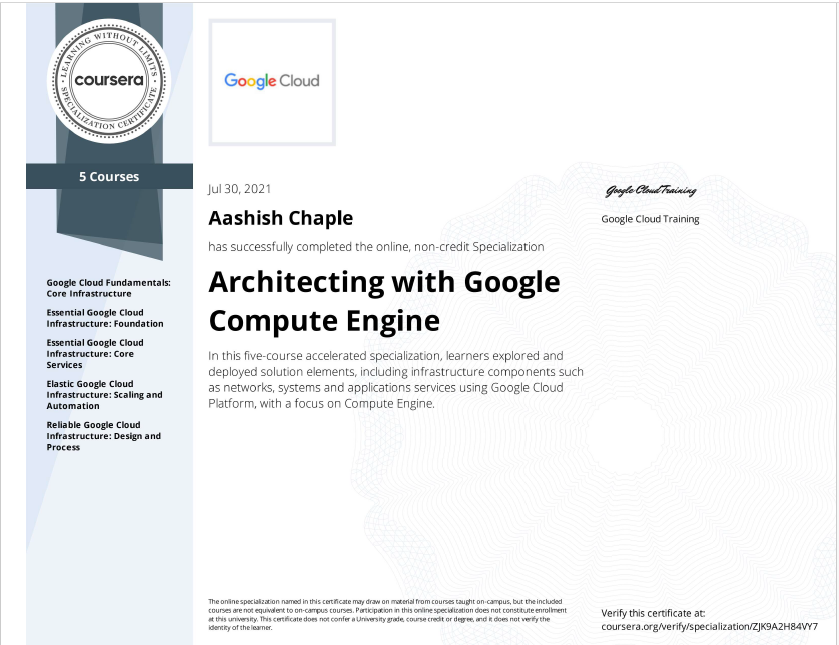 LEARNING WITHOUT LIMITS
coursera
SPECIALIZATION CERTIFICATE
5 Courses
Google Cloud Fundamentals:
Core Infrastructure
Essential Google Cloud
Infrastructure: Foundation
Essential Google Cloud
Infrastructure: Core
Services
Elastic Google Cloud
Infrastructure: Scaling and
Automation
Reliable Google Cloud
Infrastructure: Design and
Process
Google Cloud
Jul 30, 2021
Aashish Chaple
has successfully completed the online, non-credit Specialization
Architecting with Google
Compute Engine
In this five-course accelerated specialization, learners explored and
deployed solution elements, including infrastructure components such
as networks, systems and applications services using Google Cloud
Platform, with a focus on Compute Engine.
Google Cloud Training
Google Cloud Training
The online specialization named in this certificate may draw on material from courses taught on-campus, but the included
courses are not equivalent to on-campus courses. Participation in this online specialization does not constitute enrollment
at this university. This certificate does not confer a University grade, course credit or degree, and it does not verify the
identity of the learner.
Verify this certificate at:
coursera.org/verify/specialization/ZJK9A2H84VY7